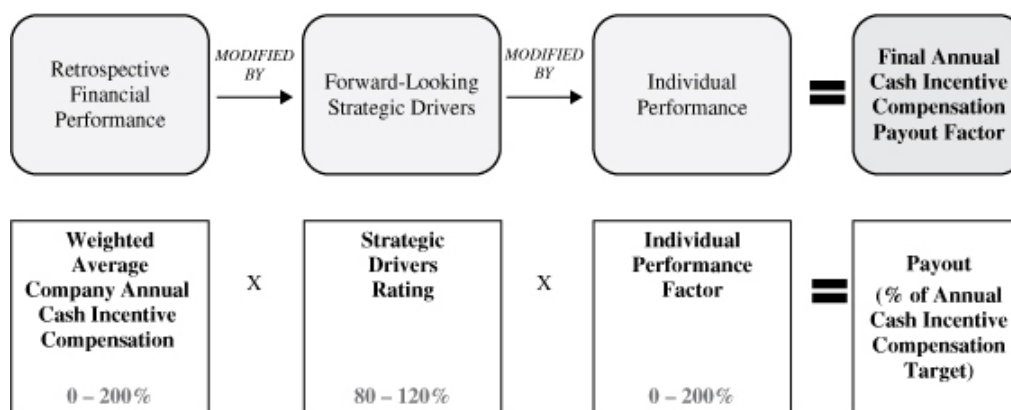 Retrospective
Financial
Performance
MODIFIED
BY
Forward-Looking
Strategic Drivers
MODIFIED
BY
Individual
Performance
=
Final Annual
Cash Incentive
Compensation
Payout Factor
Weighted
Average
Company Annual
Cash Incentive
Compensation
0 – 200%
X
Strategic
Drivers
Rating
80 – 120%
X
Individual
Performance
Factor
0 – 200%
=
Payout
(% of Annual
Cash Incentive
Compensation
Target)